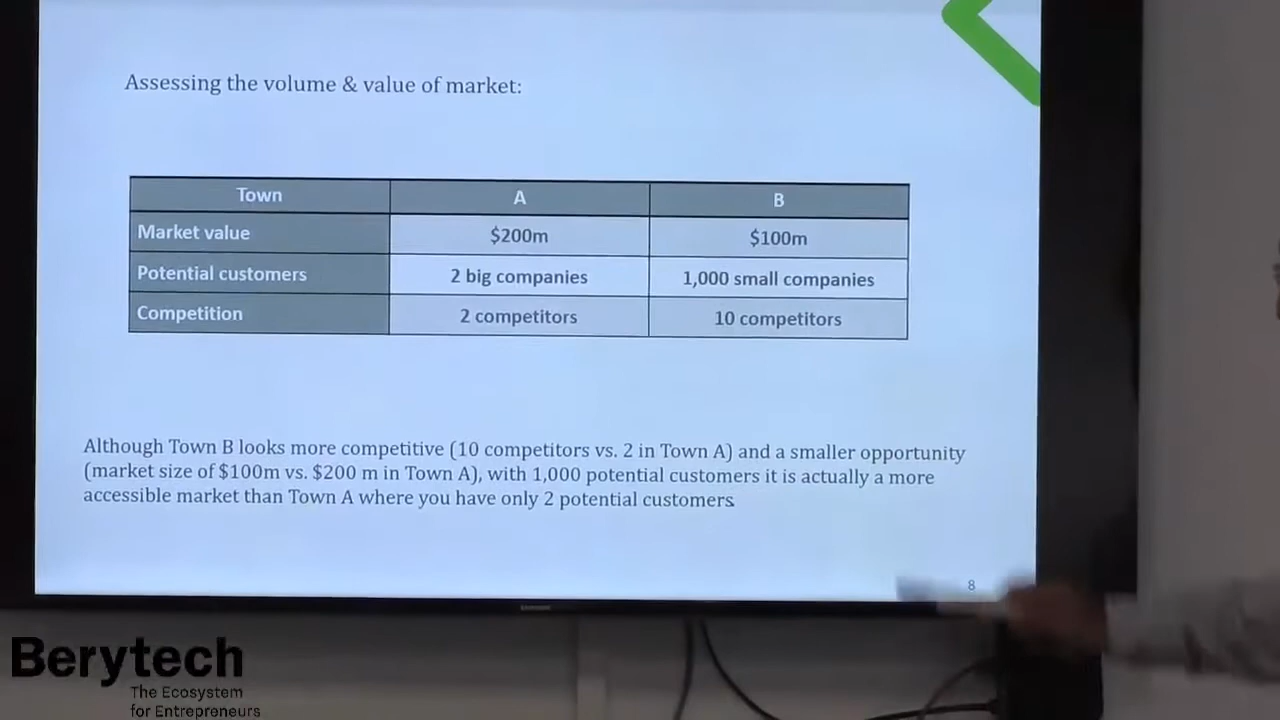 Assessing the volume & value of market:
Town A B
Market value $200m $100m
Potential customers 2 big companies 1,000 small companies
Competition 2 competitors 10 competitors
Although Town B looks more competitive (10 competitors vs. 2 in Town A) and a smaller opportunity
(market size of $100m vs. $200 m in Town A), with 1,000 potential customers it is actually a more
accessible market than Town A where you have only 2 potential customers.
8
Berytech
The Ecosystem
for Entrepreneurs